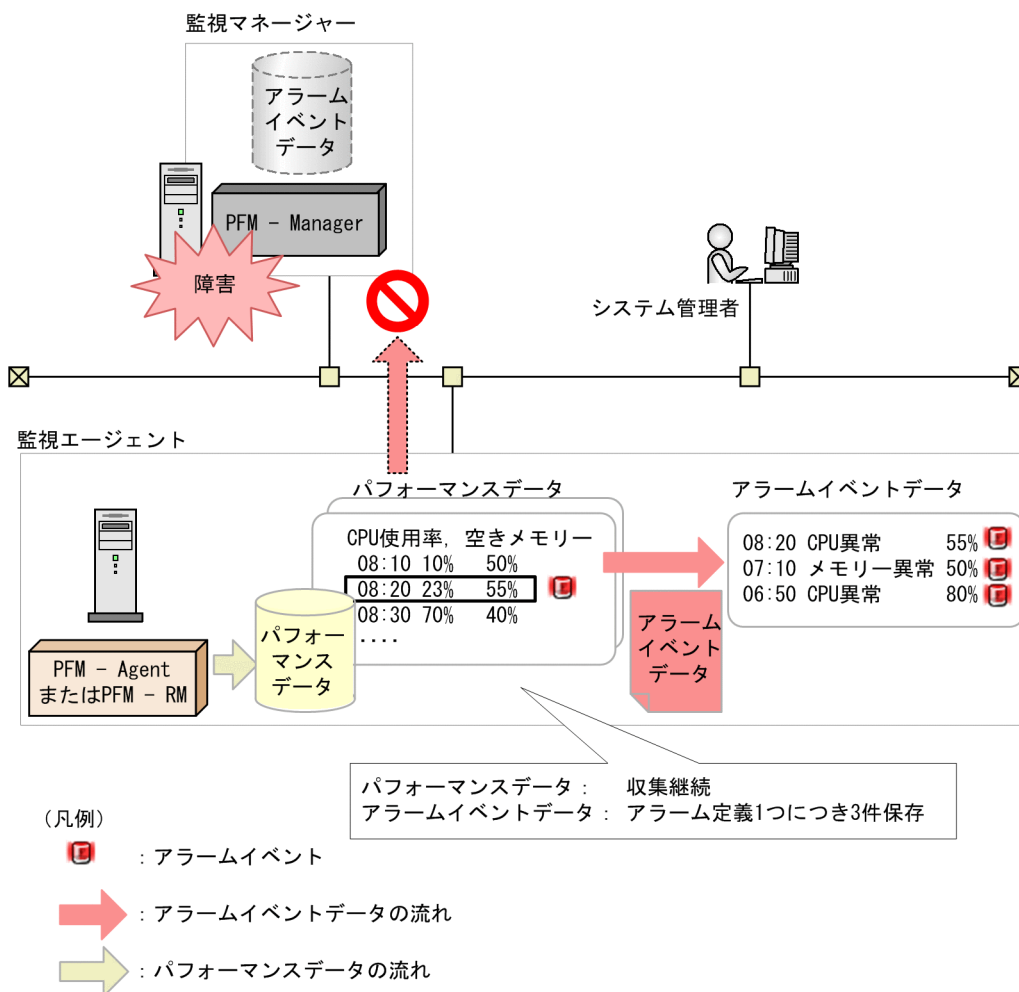 監視マネージャー
アラーム
イベント
データ
PFM - Manager
障害
システム管理者
監視エージェント
パフォーマンスデータ
アラームイベントデータ
CPU使用率, 空きメモリー
08:10 10% 50%
08:20 23% 55%
08:30 70% 40%
....
08:20 CPU異常 55%
07:10 メモリー異常 50%
06:50 CPU異常 80%
パフォー
マンス
データ
アラーム
イベント
データ
PFM - Agent
またはPFM - RM
パフォーマンスデータ： 収集継続
アラームイベントデータ： アラーム定義1つにつき3件保存
（凡例）
：アラームイベント
：アラームイベントデータの流れ
：パフォーマンスデータの流れ